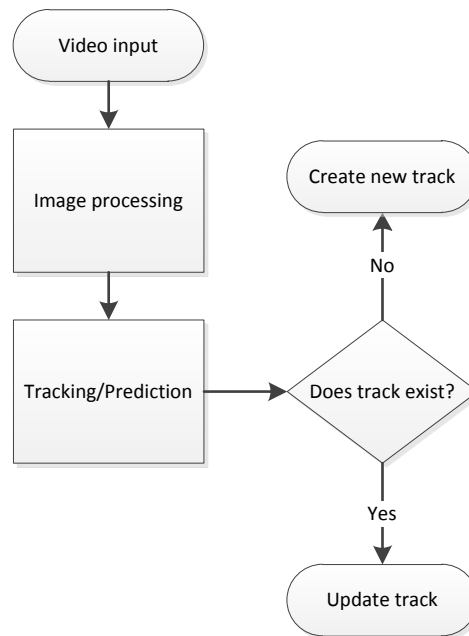 Video input
Image processing
Tracking/Prediction
Does track exist?
No
Create new track
Yes
Update track